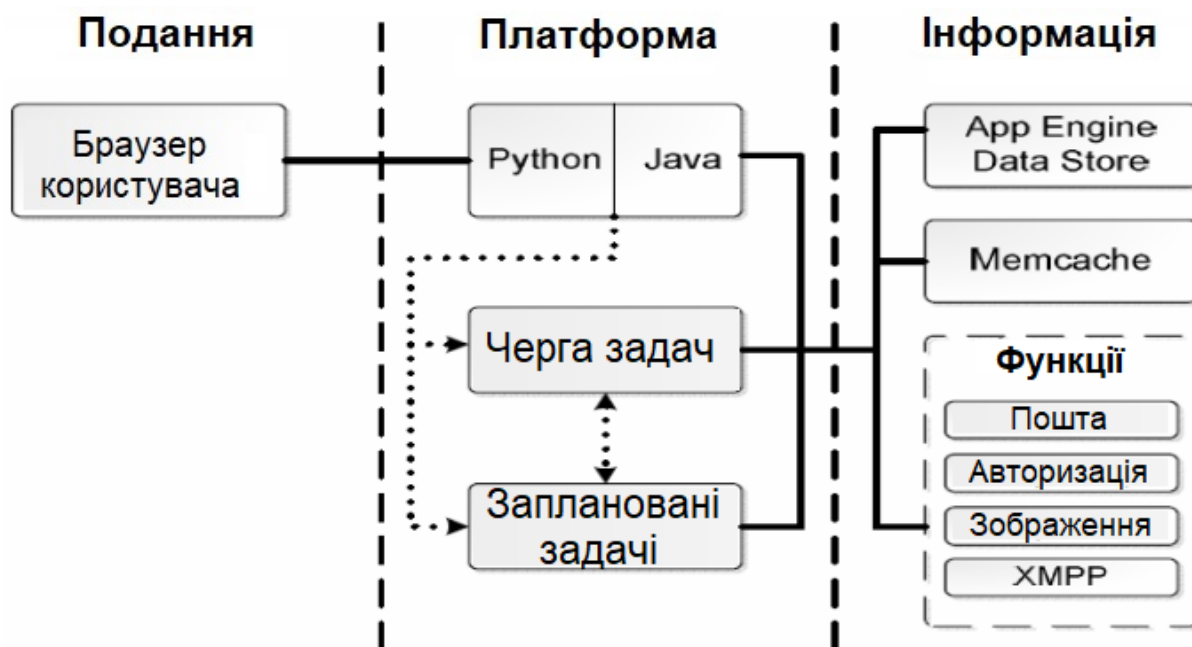 Подання
Платформа
Інформація
Браузер
користувача
Python
Java
App Engine
Data Store
Memcache
Черга задач
Функції
Пошта
Авторизація
Заплановані
задачі
Зображення
XMPP